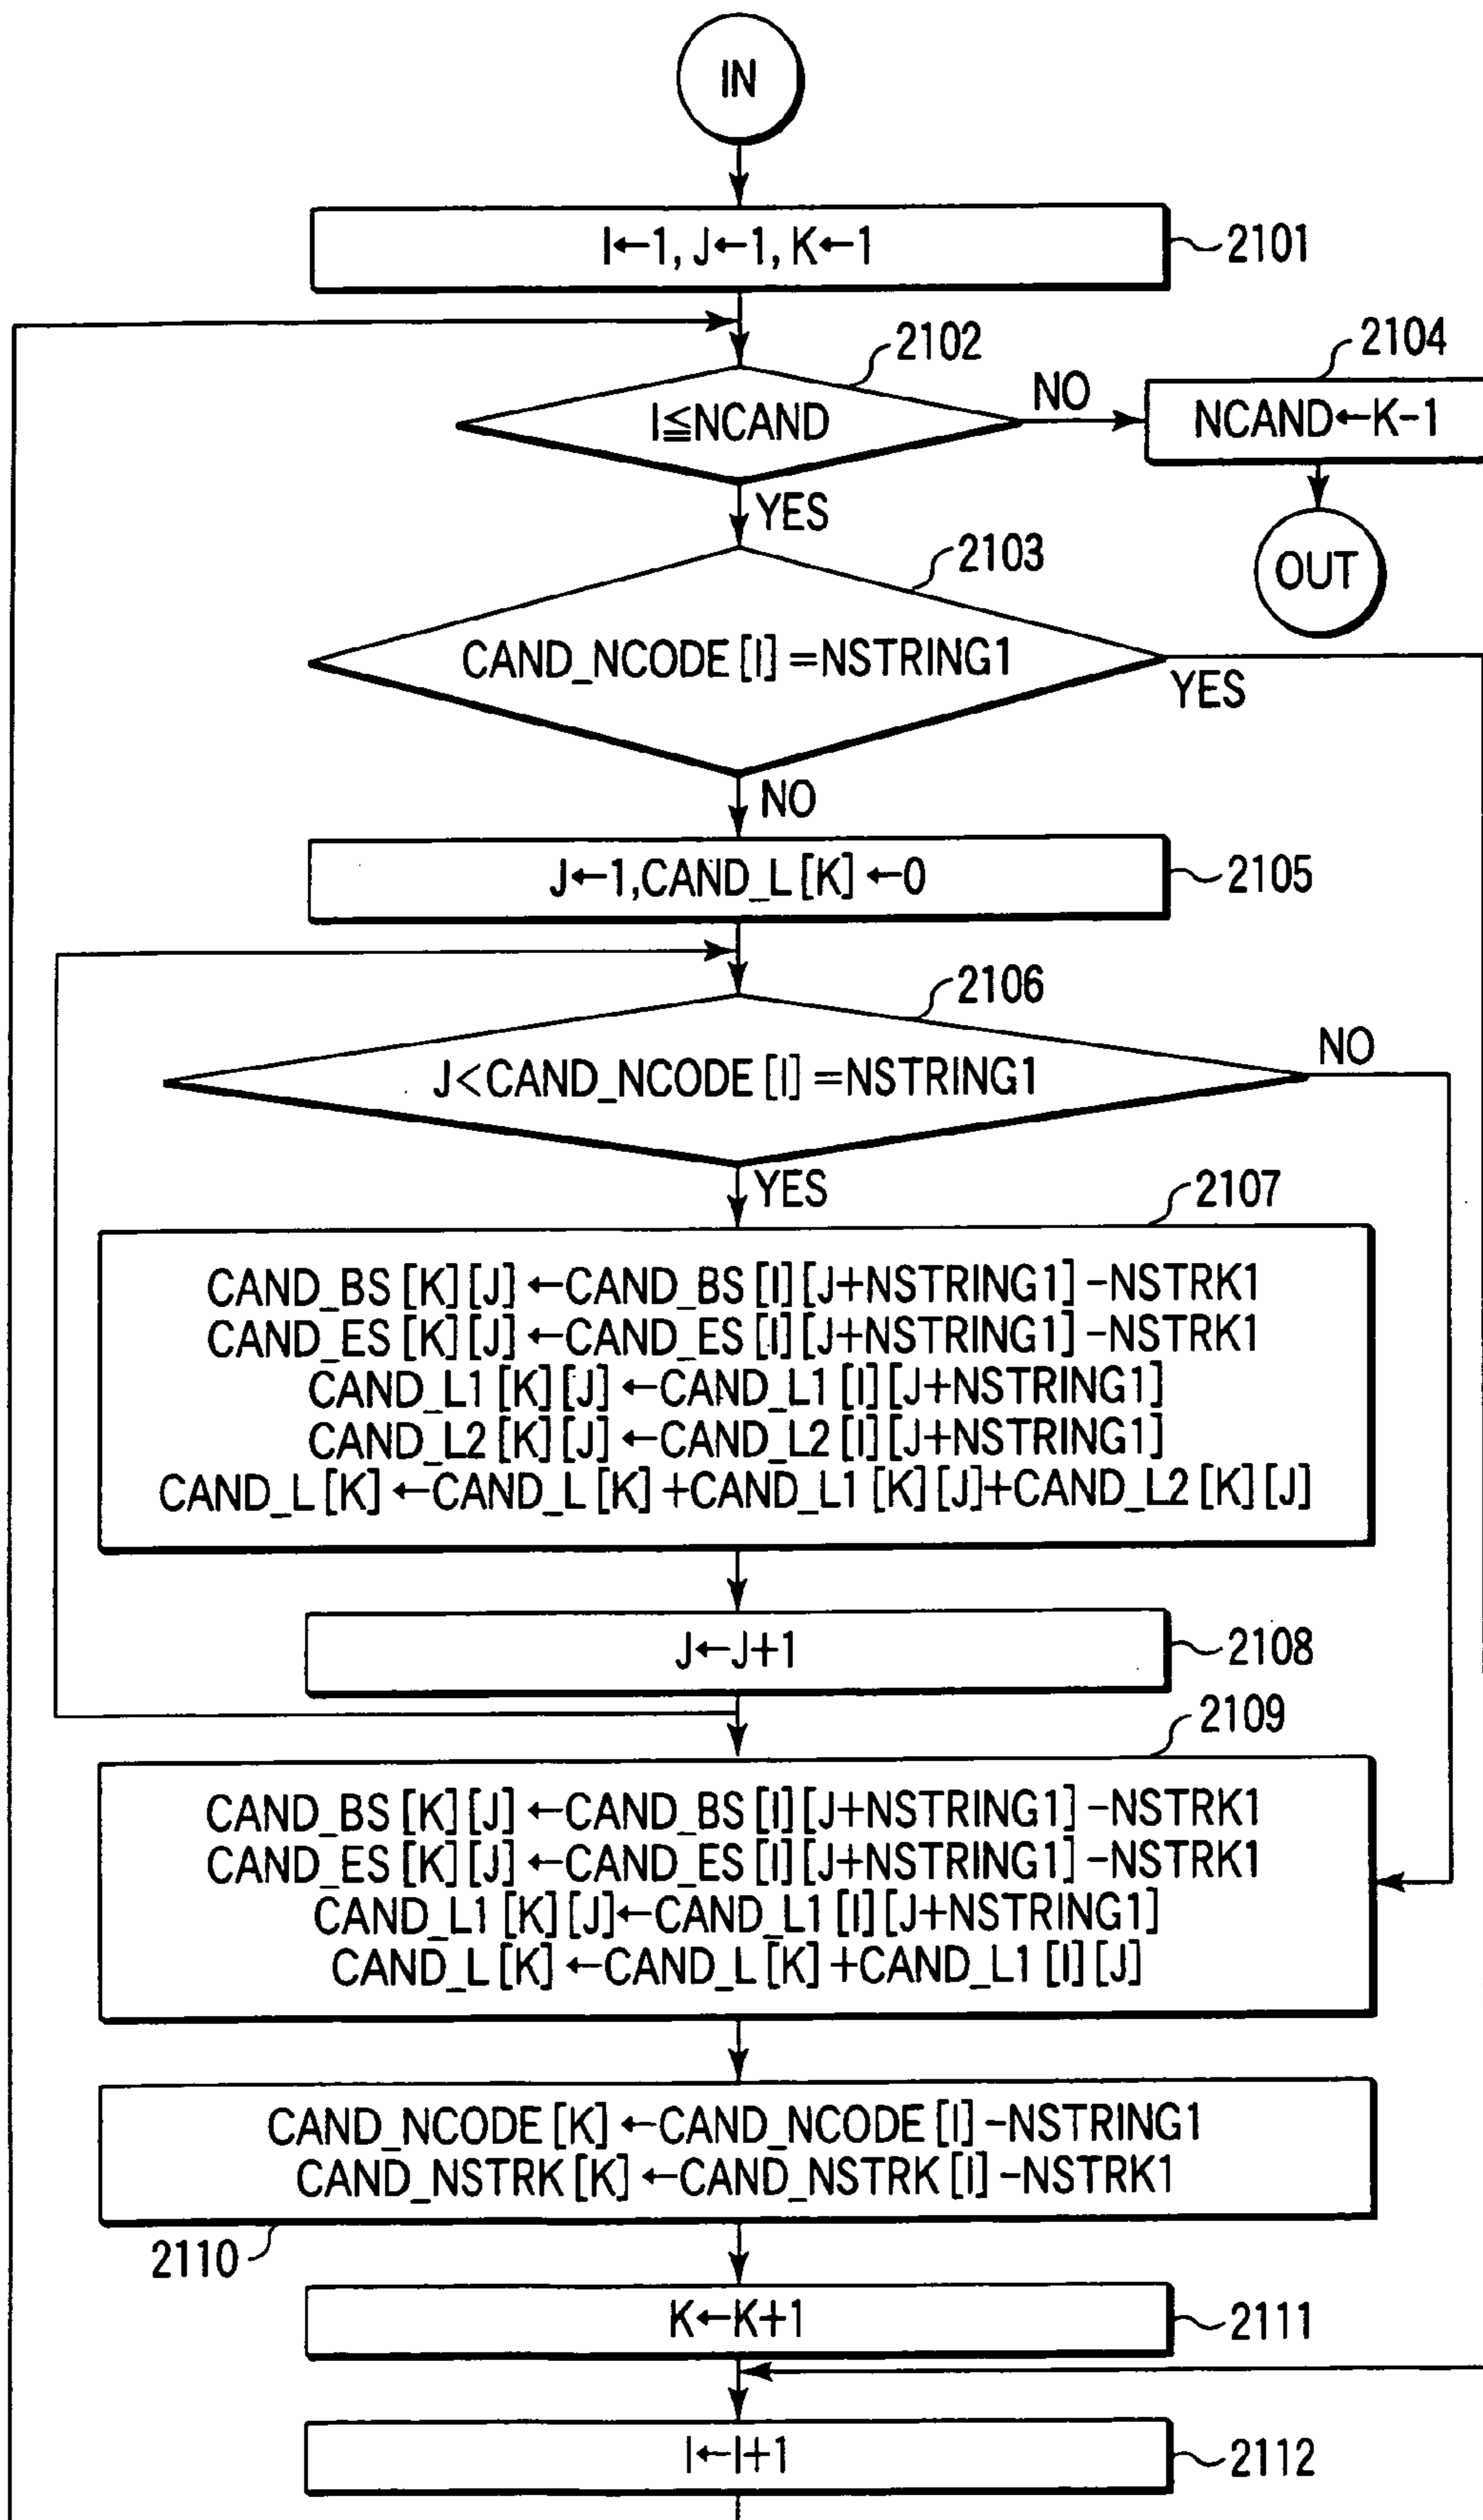 IN
I←1, J←1, K←1
2101
2102
I≦NCAND
NO
2104
NCAND←K-1
YES
OUT
2103
CAND_NCODE[I]=NSTRING1
YES
NO
J←1,CAND_L[K]←0
2105
2106
J<CAND_NCODE[I]=NSTRING1
NO
YES
2107
CAND_BS[K][J]←CAND_BS[I][J+NSTRING1]-NSTRK1
CAND_ES[K][J]←CAND_ES[I][J+NSTRING1]-NSTRK1
CAND_L1[K][J]←CAND_L1[I][J+NSTRING1]
CAND_L2[K][J]←CAND_L2[I][J+NSTRING1]
CAND_L[K]←CAND_L[K]+CAND_L1[K][J]+CAND_L2[K][J]
J←J+1
2108
2109
CAND_BS[K][J]←CAND_BS[I][J+NSTRING1]-NSTRK1
CAND_ES[K][J]←CAND_ES[I][J+NSTRING1]-NSTRK1
CAND_L1[K][J]←CAND_L1[I][J+NSTRING1]
CAND_L[K]←CAND_L[K]+CAND_L1[I][J]
CAND_NCODE[K]←CAND_NCODE[I]-NSTRING1
CAND_NSTRK[K]←CAND_NSTRK[I]-NSTRK1
2110
K←K+1
2111
I←I+1
2112